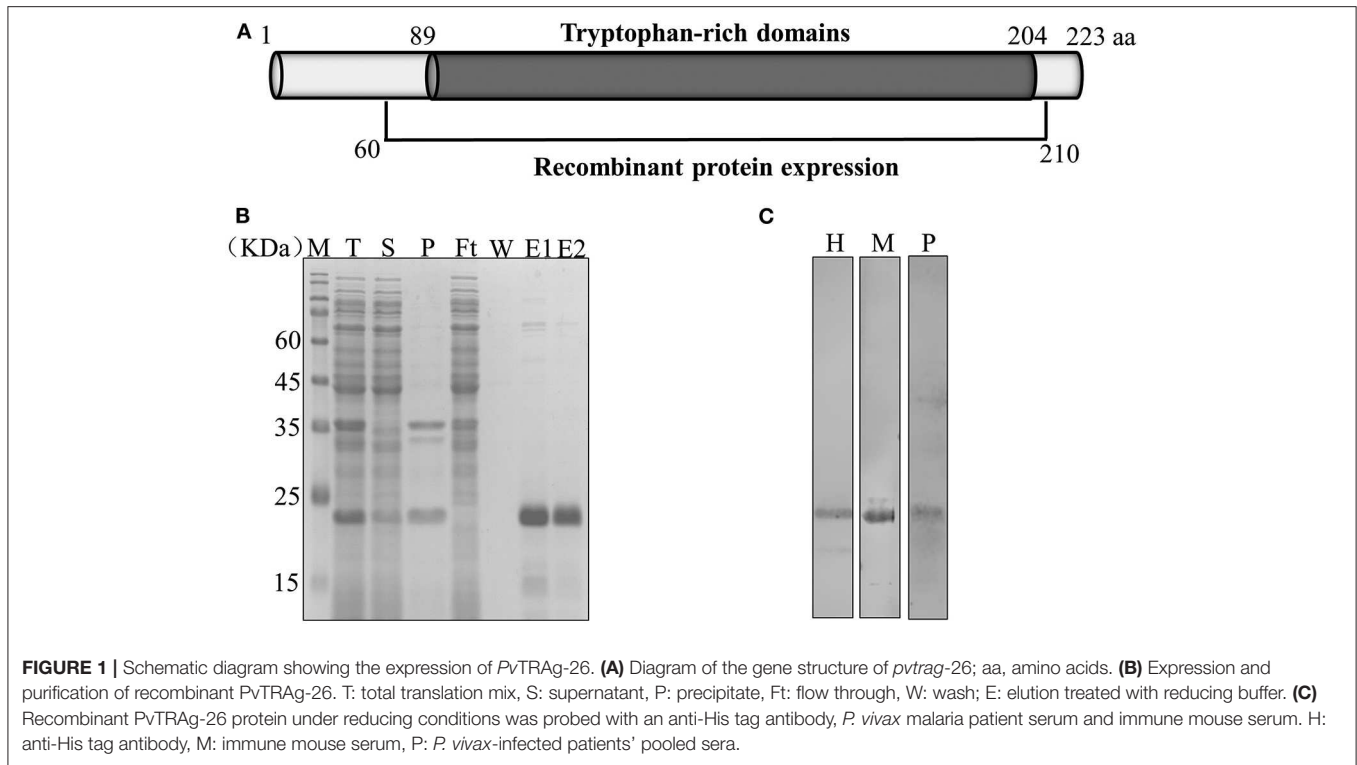 A 1 89 Tryptophan-rich domains 204 223 aa
60 210
Recombinant protein expression
B
(KDa) M T S P Ft W E1 E2
60
45
35
25
15
C
H M P
FIGURE 1 | Schematic diagram showing the expression of PvTRAg-26. (A) Diagram of the gene structure of pvtrag-26; aa, amino acids. (B) Expression and
purification of recombinant PvTRAg-26. T: total translation mix, S: supernatant, P: precipitate, Ft: flow through, W: wash; E: elution treated with reducing buffer. (C)
Recombinant PvTRAg-26 protein under reducing conditions was probed with an anti-His tag antibody, P. vivax malaria patient serum and immune mouse serum. H:
anti-His tag antibody, M: immune mouse serum, P: P. vivax-infected patients' pooled sera.